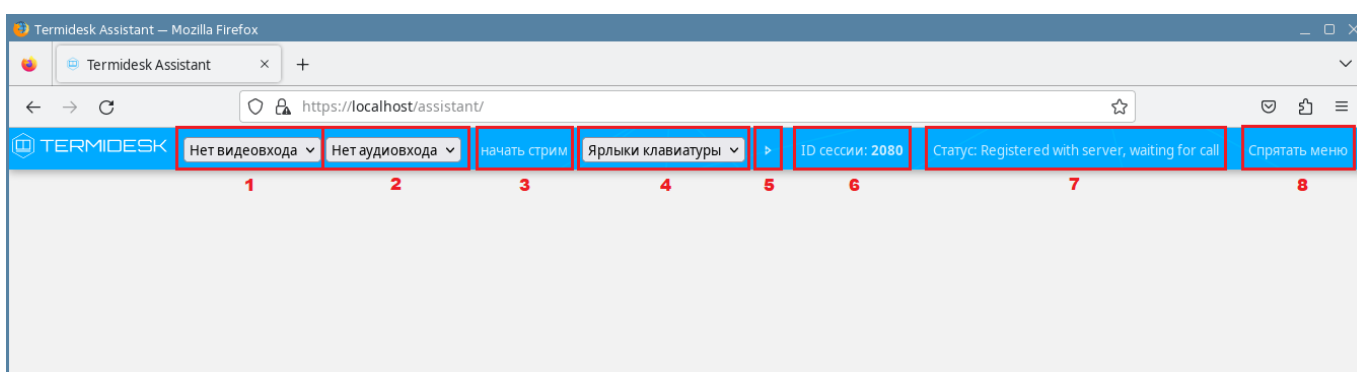 Termidesk Assistant — Mozilla Firefox
Termidesk Assistant
https://localhost/assistant/
TERMIDESK Нет видеовхода Нет аудиовхода начать стрим Ярлыки клавиатуры > ID сессии: 2080 Статус: Registered with server, waiting for call Спрятать меню
1 2 3 4 5 6 7 8